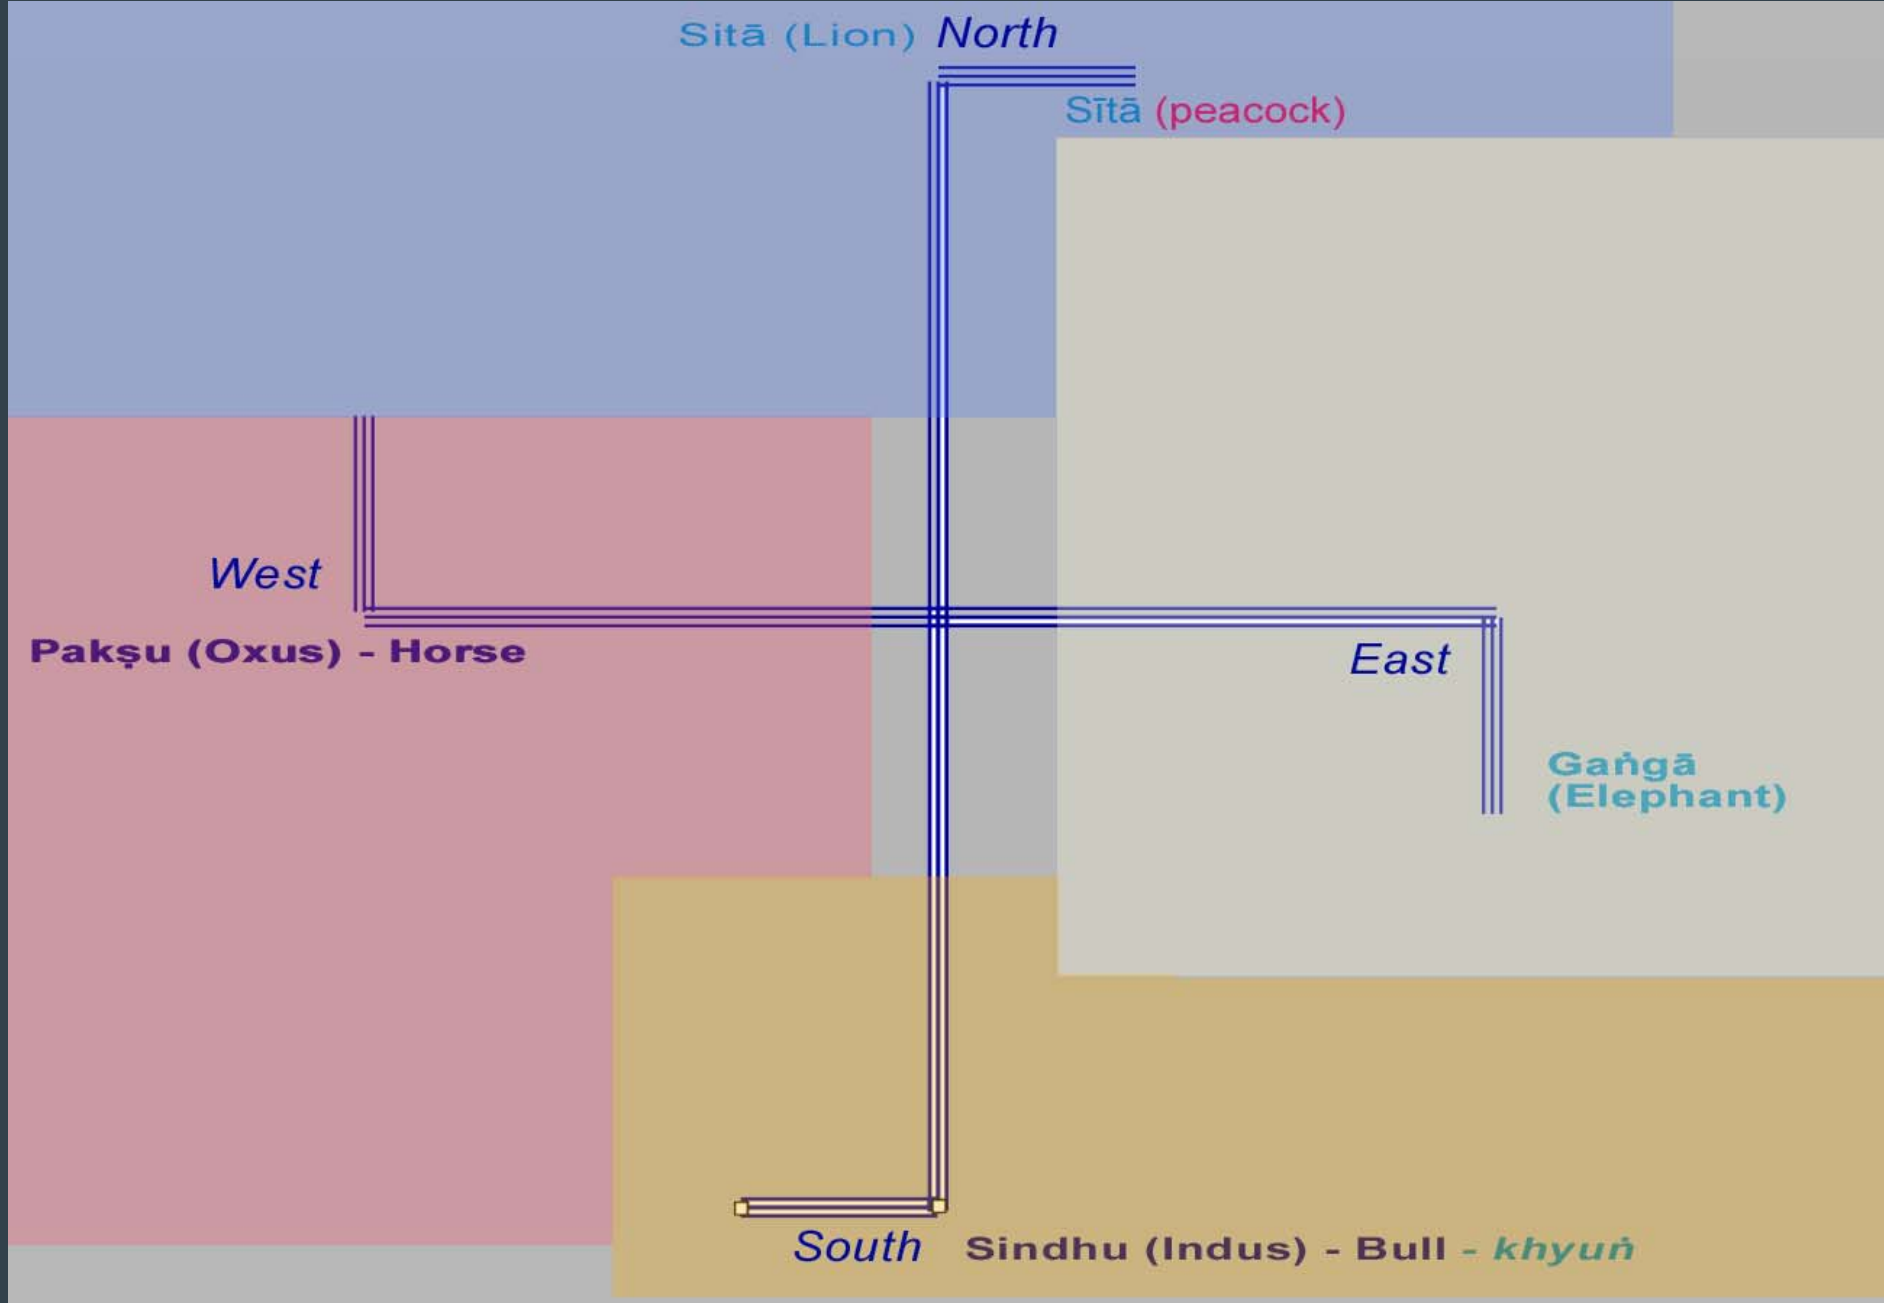 Sitā (Lion) North
Sītā (peacock)
West
Pakṣu (Oxus) - Horse
East
Gaṅgā
(Elephant)
South Sindhu (Indus) - Bull - khyuṅ